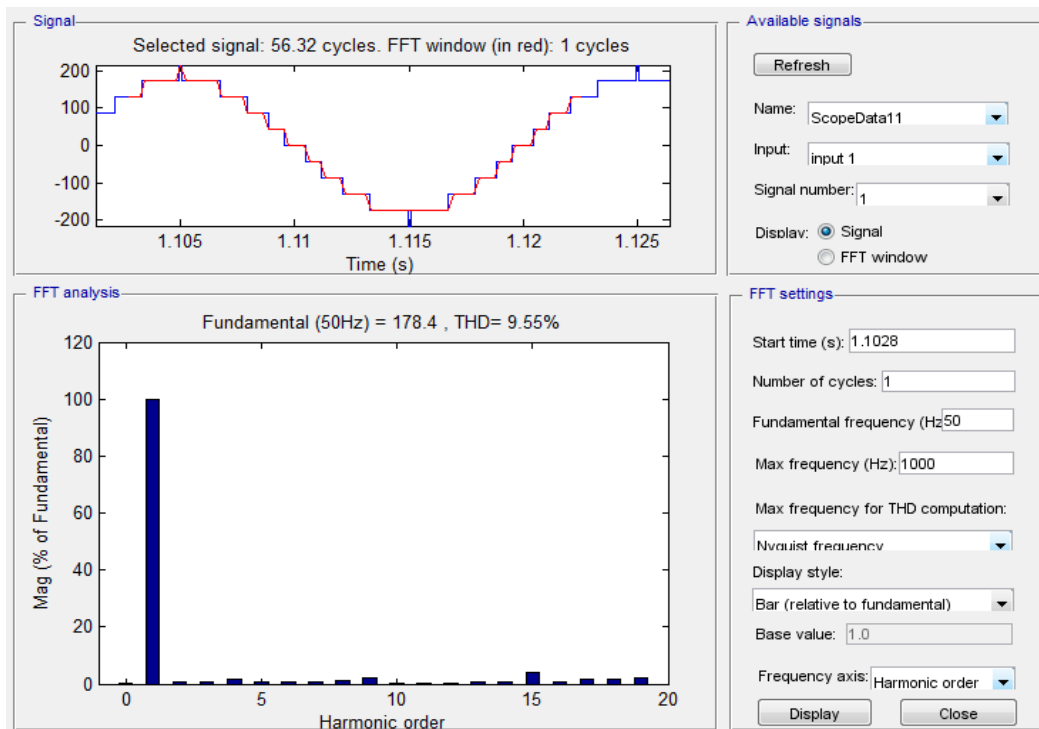 Signal
Selected signal: 56.32 cycles. FFT window (in red): 1 cycles
200
100
0
-100
-200
1.105
1.11
1.115
1.12
1.125
Time (s)
Available signals
Refresh
Name:
ScopeData11
Input:
input 1
Signal number:
1
Display:
Signal
FFT window
FFT analysis
Fundamental (50Hz) = 178.4 , THD= 9.55%
120
100
80
60
40
20
0
Mag (% of Fundamental)
0
5
10
15
20
Harmonic order
FFT settings
Start time (s):
1.1028
Number of cycles:
1
Fundamental frequency (Hz
50
Max frequency (Hz):
1000
Max frequency for THD computation:
Nyquist frequency
Display style:
Bar (relative to fundamental)
Base value:
1.0
Frequency axis:
Harmonic order
Display
Close